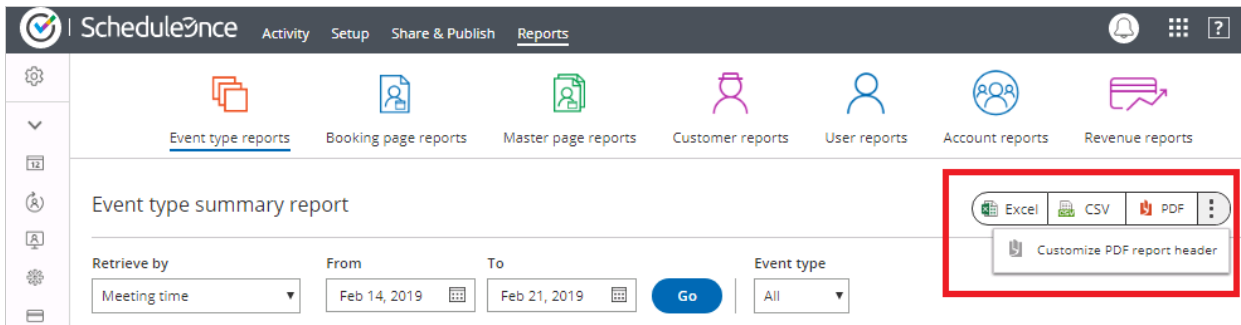 ScheduleOnce Activity Setup Share & Publish Reports ?
Event type reports Booking page reports Master page reports Customer reports User reports Account reports Revenue reports
12
Event type summary report
Excel CSV PDF
Customize PDF report header
Retrieve by From To Event type
Meeting time Feb 14, 2019 Feb 21, 2019 Go All